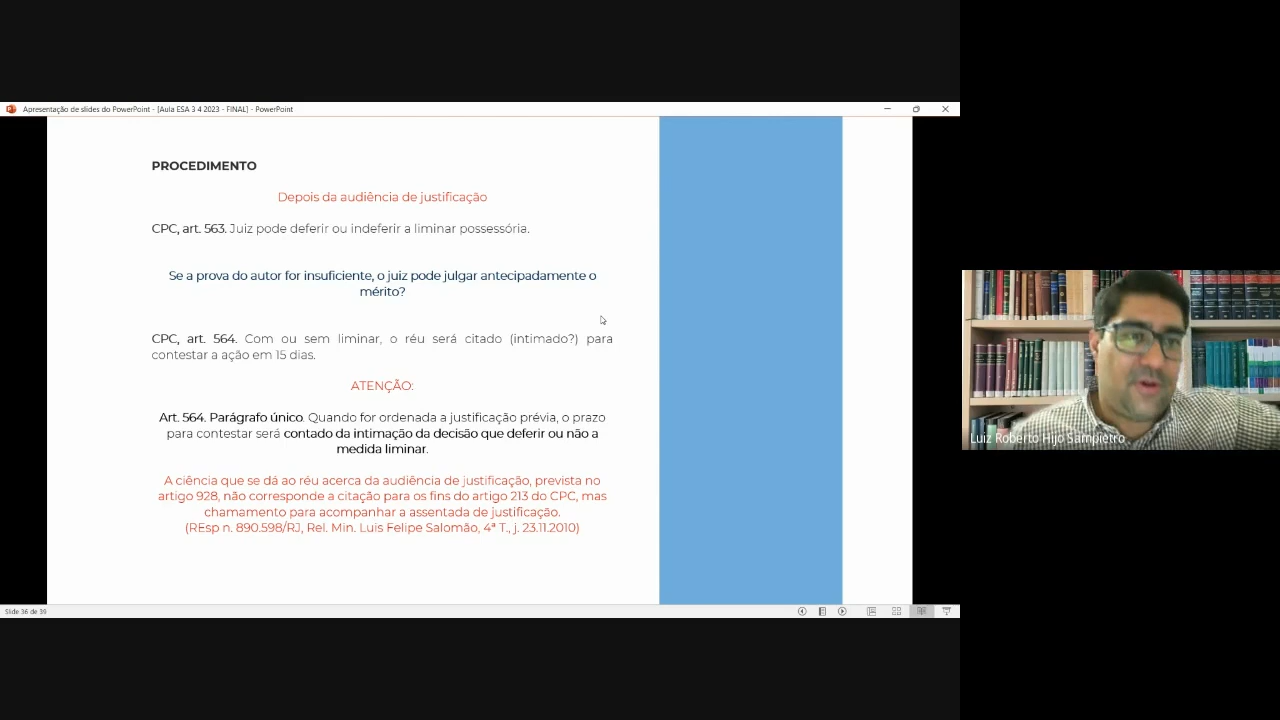 Apresentação de slides do PowerPoint - [Aula ESA 3 4 2023 - FINAL] - PowerPoint
PROCEDIMENTO
Depois da audiência de justificação
CPC, art. 563. Juiz pode deferir ou indeferir a liminar possessória.
Se a prova do autor for insuficiente, o juiz pode julgar antecipadamente o
mérito?
CPC, art. 564. Com ou sem liminar, o réu será citado (intimado?) para
contestar a ação em 15 dias.
ATENÇÃO:
Art. 564. Parágrafo único. Quando for ordenada a justificação prévia, o prazo
para contestar será contado da intimação da decisão que deferir ou não a
medida liminar.
A ciência que se dá ao réu acerca da audiência de justificação, prevista no
artigo 928, não corresponde a citação para os fins do artigo 213 do CPC, mas
chamamento para acompanhar a assentada de justificação.
(REsp n. 890.598/RJ, Rel. Min. Luis Felipe Salomão, 4ª T., j. 23.11.2010)
Slide 36 de 39
Luiz Roberto Hijo Sampietro